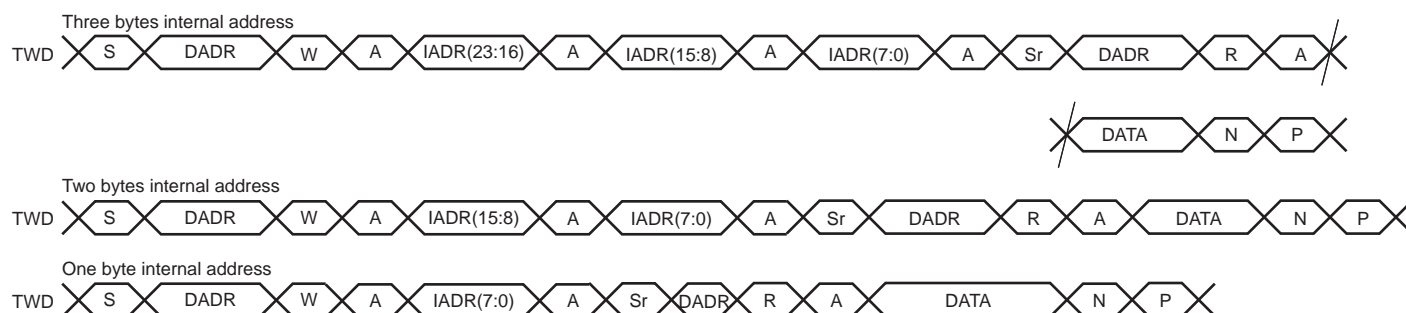 Three bytes internal address
TWD S DADR W A IADR(23:16) A IADR(15:8) A IADR(7:0) A Sr DADR R A
DATA N P
Two bytes internal address
TWD S DADR W A IADR(15:8) A IADR(7:0) A Sr DADR R A DATA N P
One byte internal address
TWD S DADR W A IADR(7:0) A Sr DADR R A DATA N P